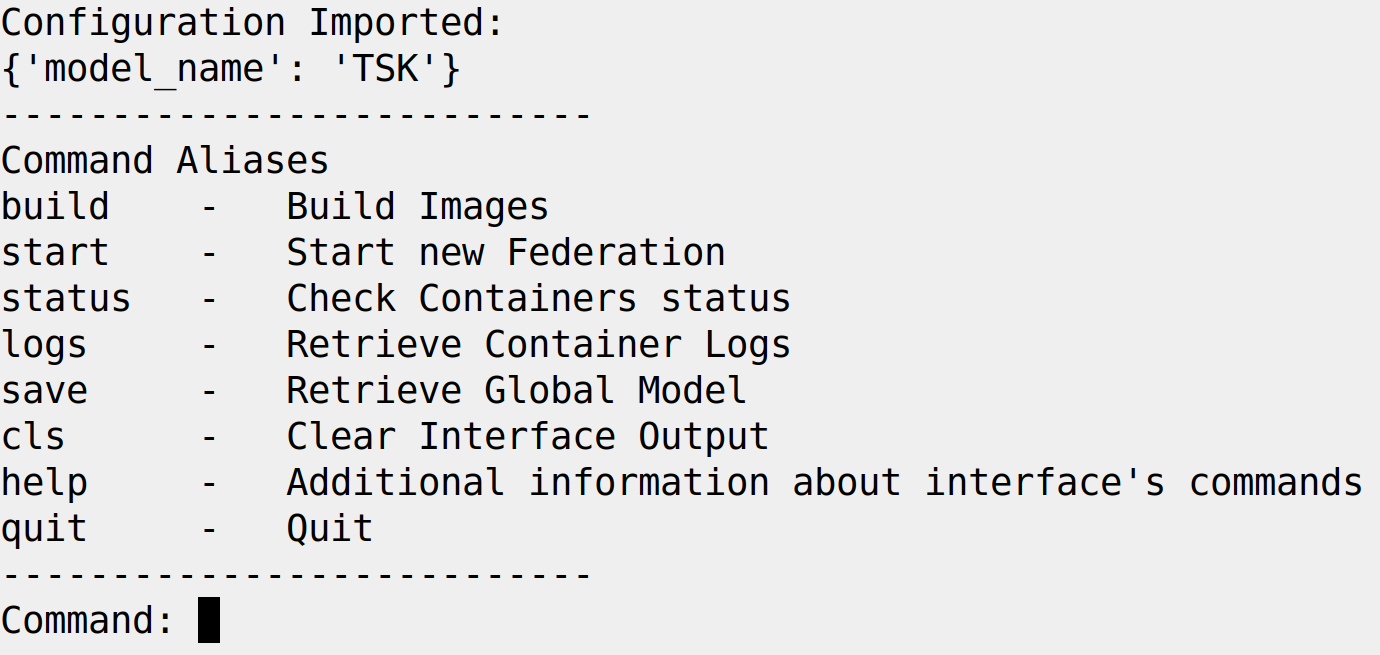 Configuration Imported:
{'model_name': 'TSK'}
---------------------------
Command Aliases
build    -   Build Images
start    -   Start new Federation
status   -   Check Containers status
logs     -   Retrieve Container Logs
save     -   Retrieve Global Model
cls      -   Clear Interface Output
help     -   Additional information about interface's commands
quit     -   Quit
---------------------------
Command: